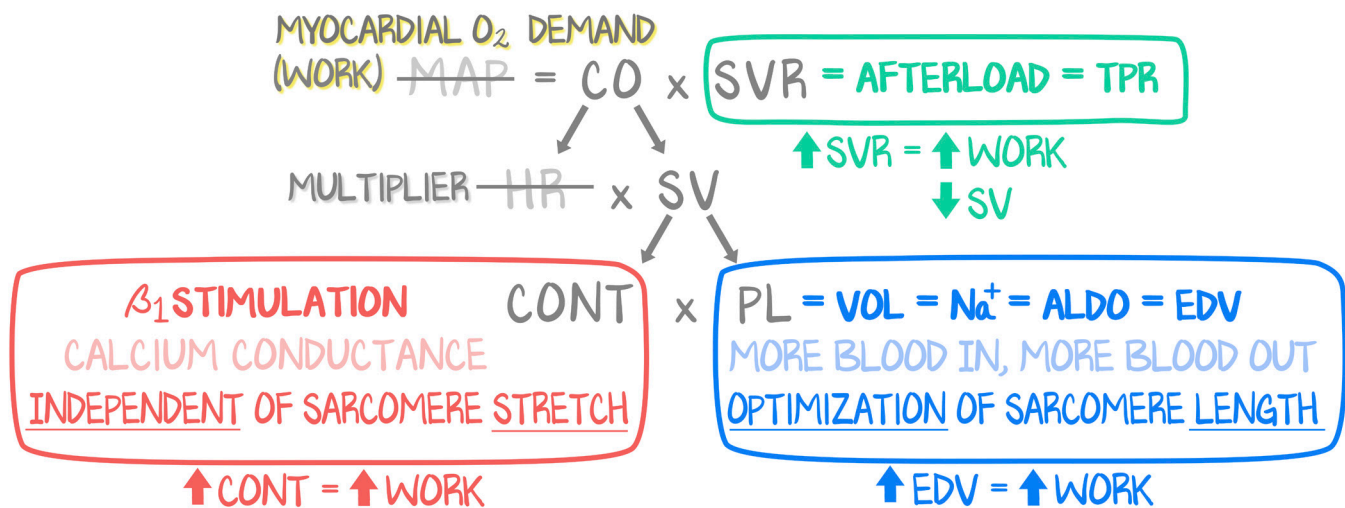 MYOCARDIAL O₂ DEMAND
(WORK) MAP = CO x SVR = AFTERLOAD = TPR
↑ SVR = ↑ WORK
↓ SV
MULTIPLIER HR x SV
β₁ STIMULATION
CALCIUM CONDUCTANCE
INDEPENDENT OF SARCOMERE STRETCH
CONT x PL = VOL = Na⁺ = ALDO = EDV
MORE BLOOD IN, MORE BLOOD OUT
OPTIMIZATION OF SARCOMERE LENGTH
↑ CONT = ↑ WORK
↑ EDV = ↑ WORK